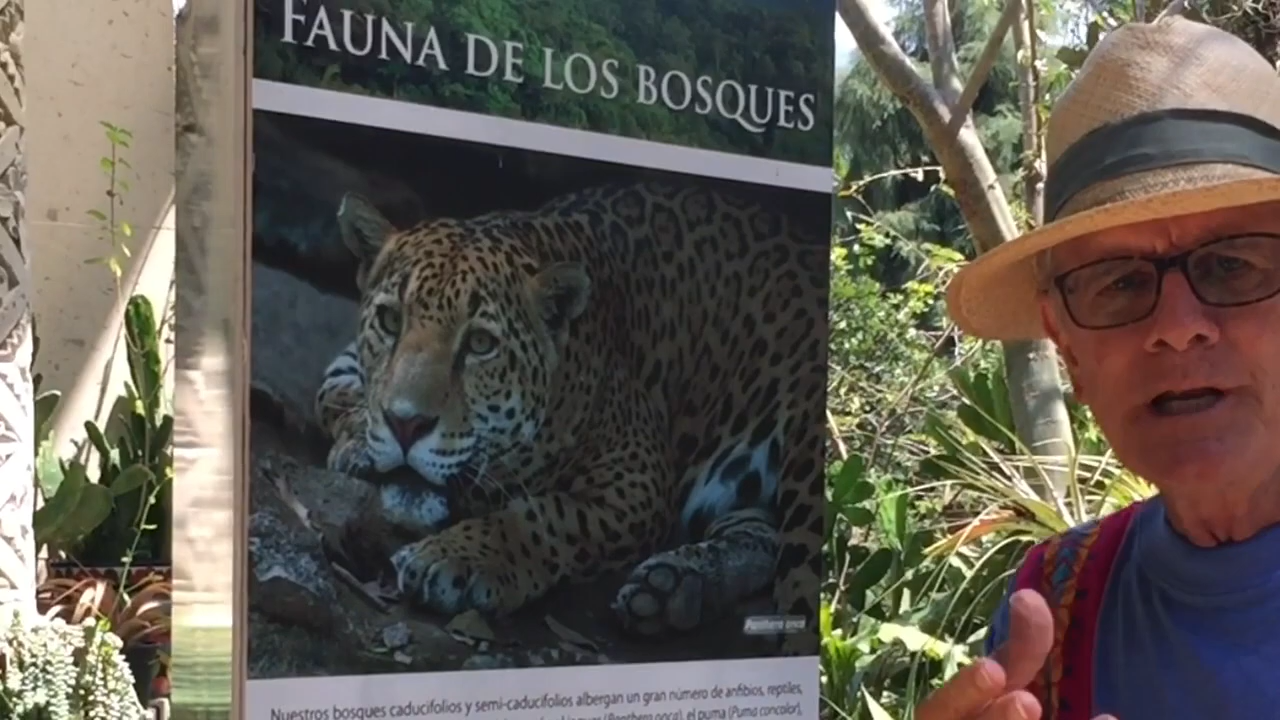 FAUNA DE LOS BOSQUES
Panthera onca
Nuestros bosques caducifolios y semi-caducifolios albergan un gran número de anfibios, reptiles,
(Panthera onca), el puma (Puma concolor),